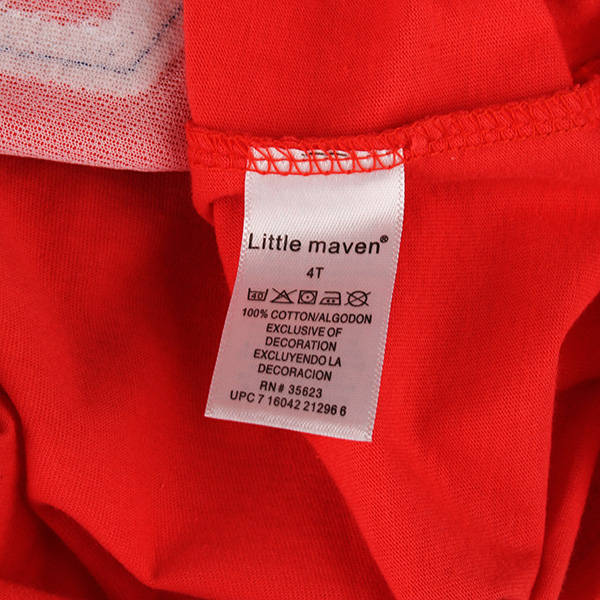 Little maven®
4T
40
100% COTTON/ALGODON
EXCLUSIVE OF
DECORATION
EXCLUYENDO LA
DECORACION
RN# 35623
UPC 7 16042 21296 6